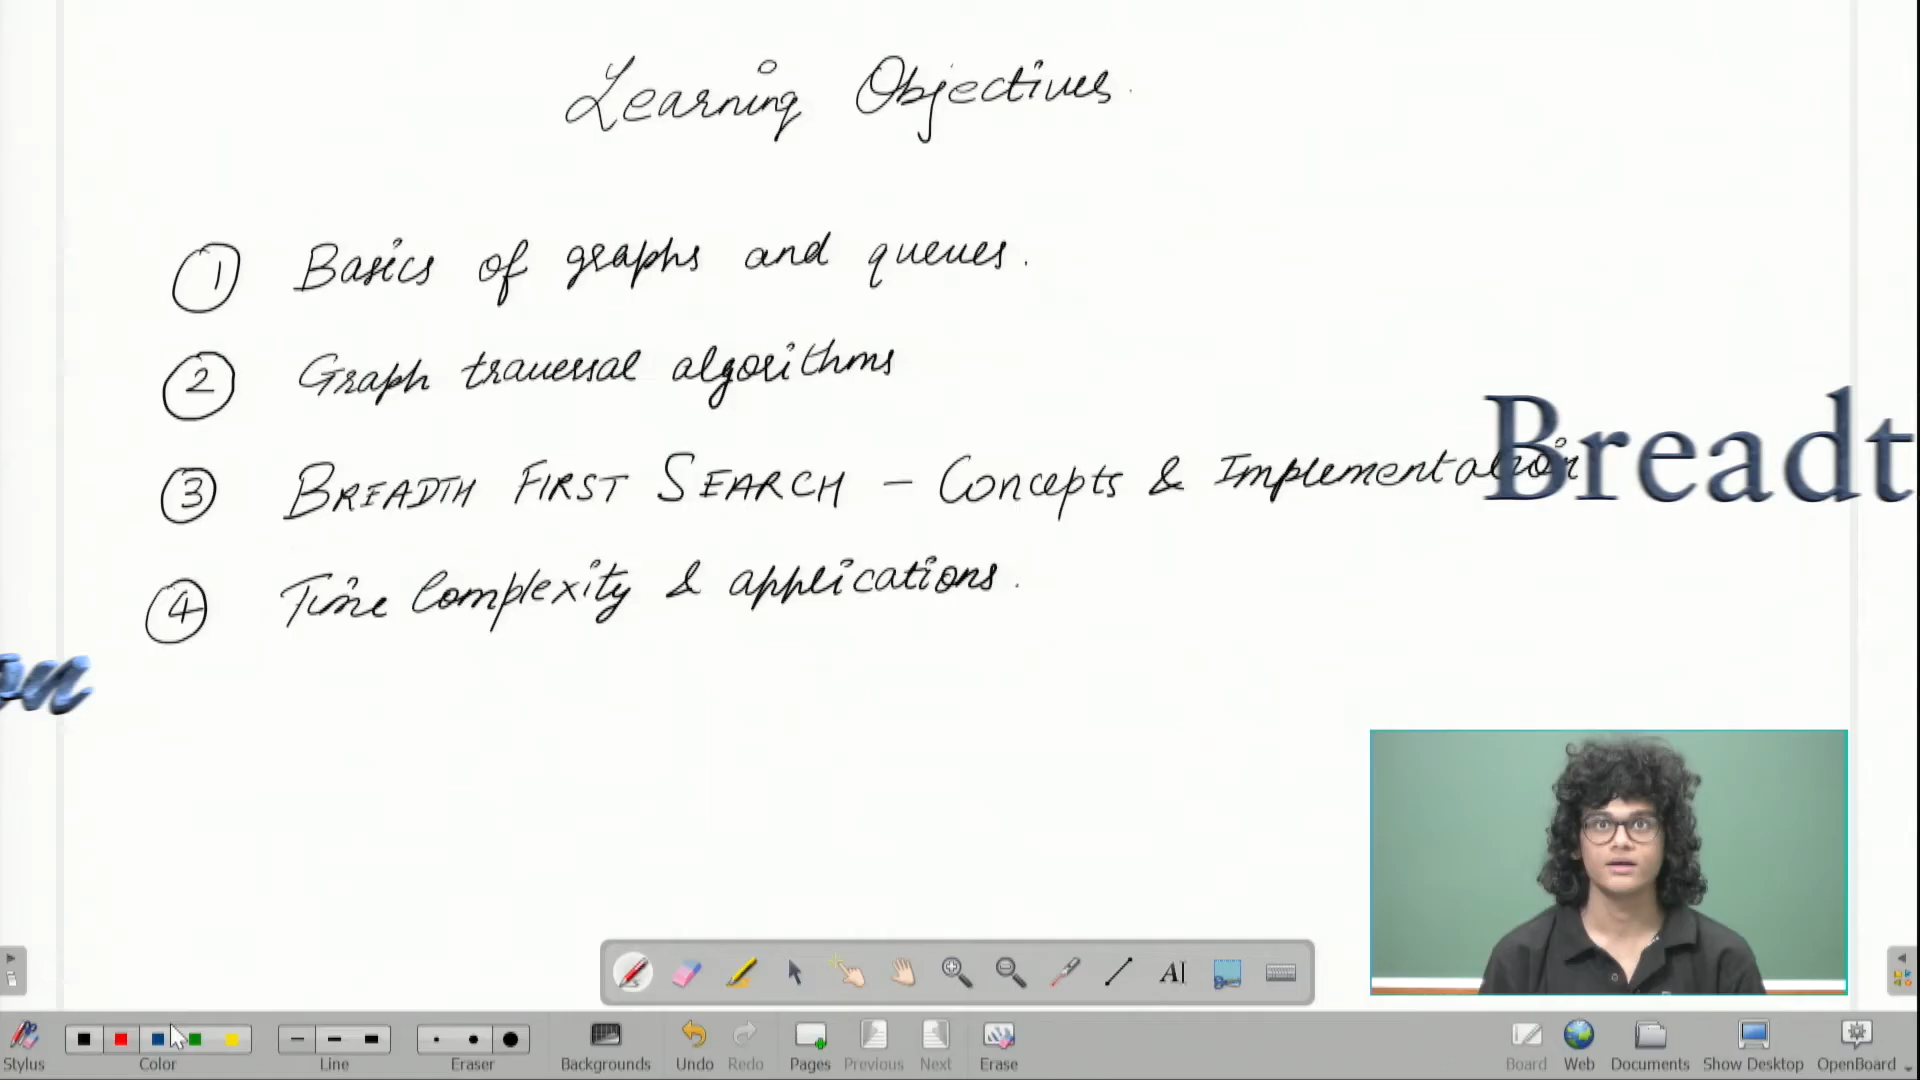 Learning Objectives.
1 Basics of graphs and queues.
2 Graph traversal algorithms
3 BREADTH FIRST SEARCH - Concepts & Implementation
Breadt
4 Time Complexity & applications.
on
AI
Stylus
Color
Line
Eraser
Backgrounds
Undo
Redo
Pages
Previous
Next
Erase
Board
Web
Documents
Show Desktop
OpenBoard